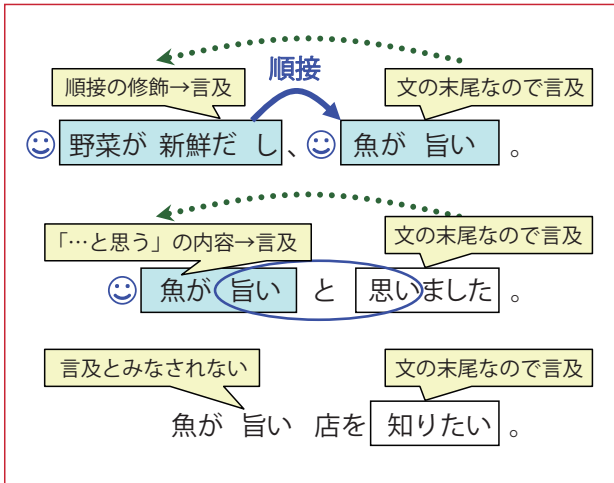 順接
順接の修飾→言及
文の末尾なので言及
野菜が 新鮮だ し、魚が 旨い 。
「…と思う」の内容→言及
文の末尾なので言及
魚が 旨い と 思いました 。
言及とみなされない
文の末尾なので言及
魚が 旨い 店を 知りたい 。